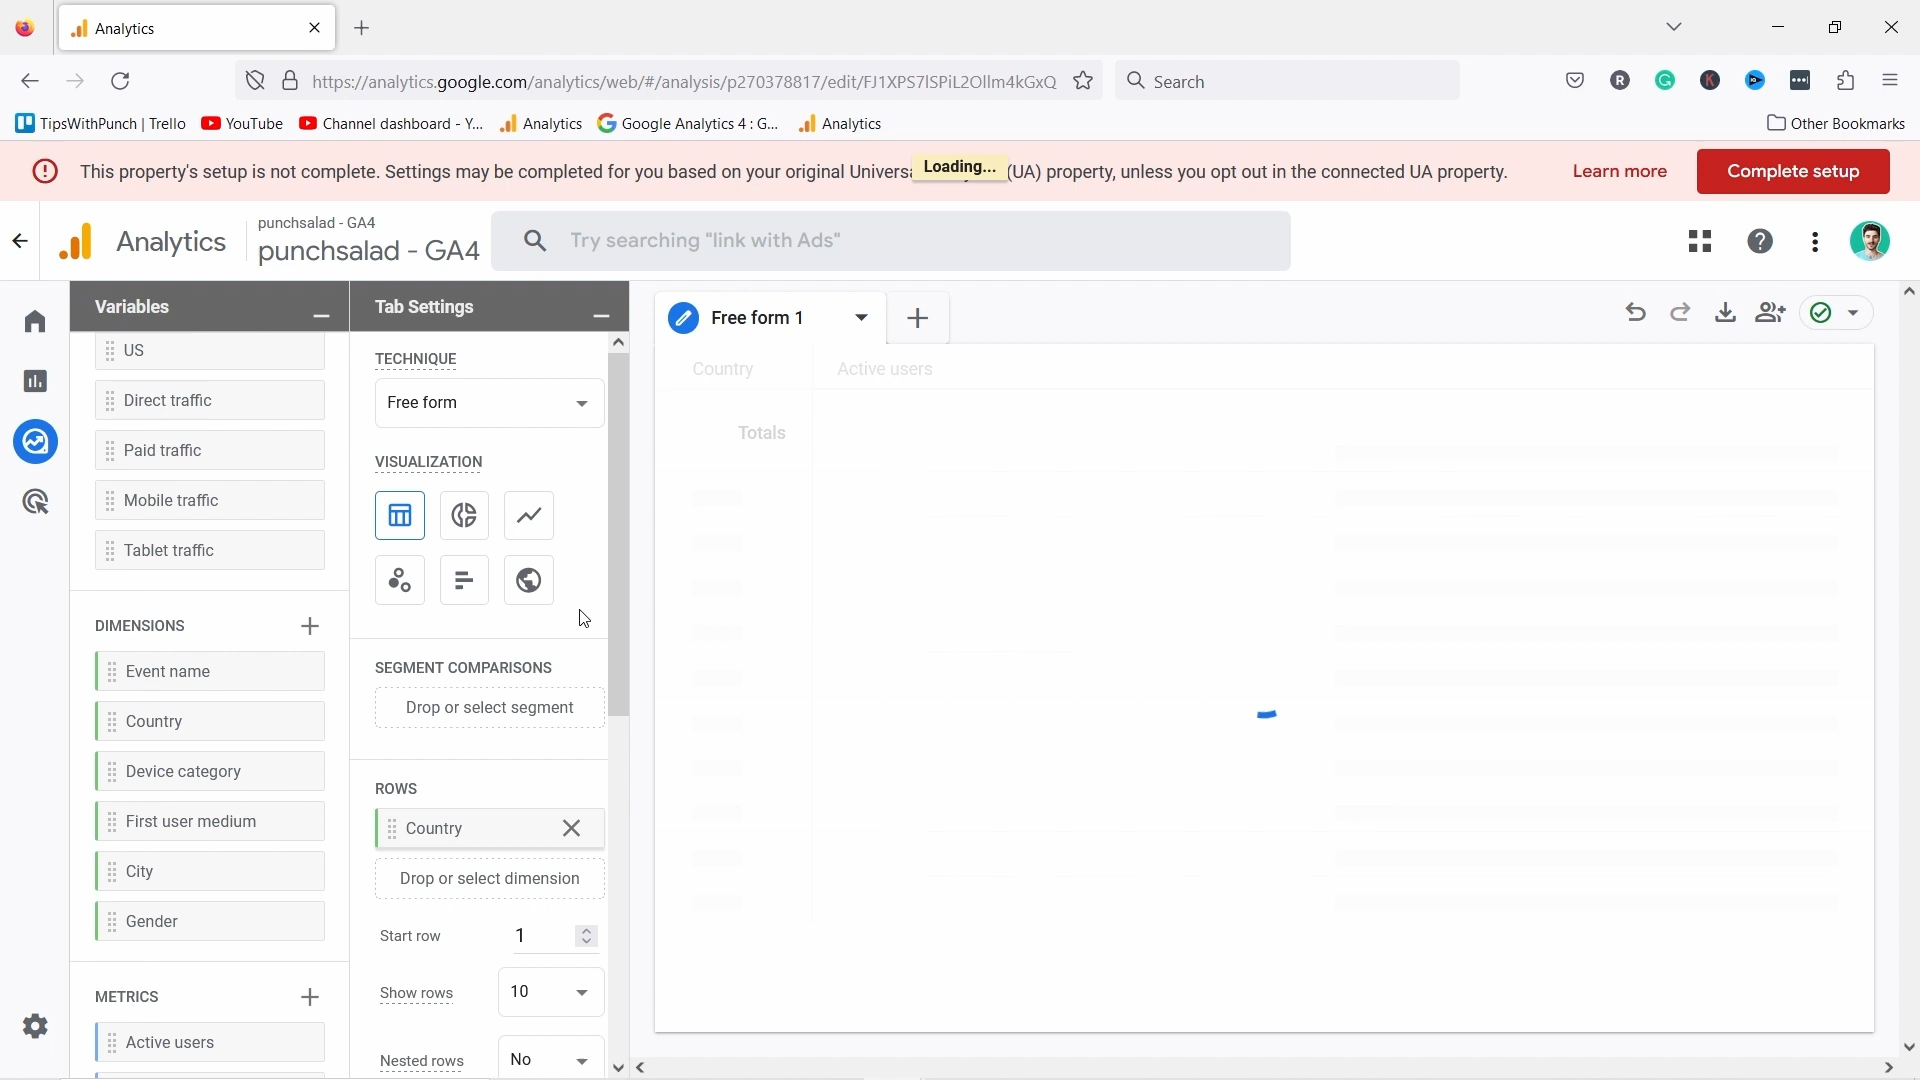 Analytics
https://analytics.google.com/analytics/web/#/analysis/p270378817/edit/FJ1XPS7lSPiL2Ollm4kGxQ
Search
TipsWithPunch | Trello
YouTube
Channel dashboard - Y...
Analytics
Google Analytics 4 : G...
Analytics
Other Bookmarks
This property's setup is not complete. Settings may be completed for you based on your original Univers
Loading...
(UA) property, unless you opt out in the connected UA property.
Learn more
Complete setup
Analytics
punchsalad - GA4
punchsalad - GA4
Try searching "link with Ads"
Variables
US
Direct traffic
Paid traffic
Mobile traffic
Tablet traffic
DIMENSIONS
Event name
Country
Device category
First user medium
City
Gender
METRICS
Active users
Tab Settings
TECHNIQUE
Free form
VISUALIZATION
SEGMENT COMPARISONS
Drop or select segment
ROWS
Country
Drop or select dimension
Start row
1
Show rows
10
Nested rows
No
Free form 1
Country
Active users
Totals